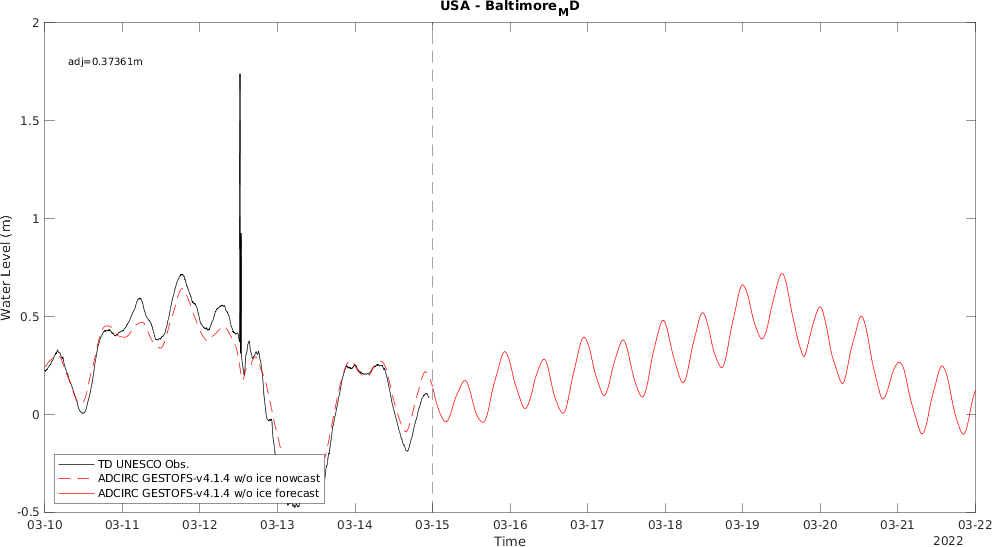 USA - Baltimore_MD
adj=0.37361m
2
1.5
1
0.5
0
-0.5
Water Level (m)
TD UNESCO Obs.
ADCIRC GESTOFS-v4.1.4 w/o ice nowcast
ADCIRC GESTOFS-v4.1.4 w/o ice forecast
03-10 03-11 03-12 03-13 03-14 03-15 03-16 03-17 03-18 03-19 03-20 03-21 03-22
Time
2022